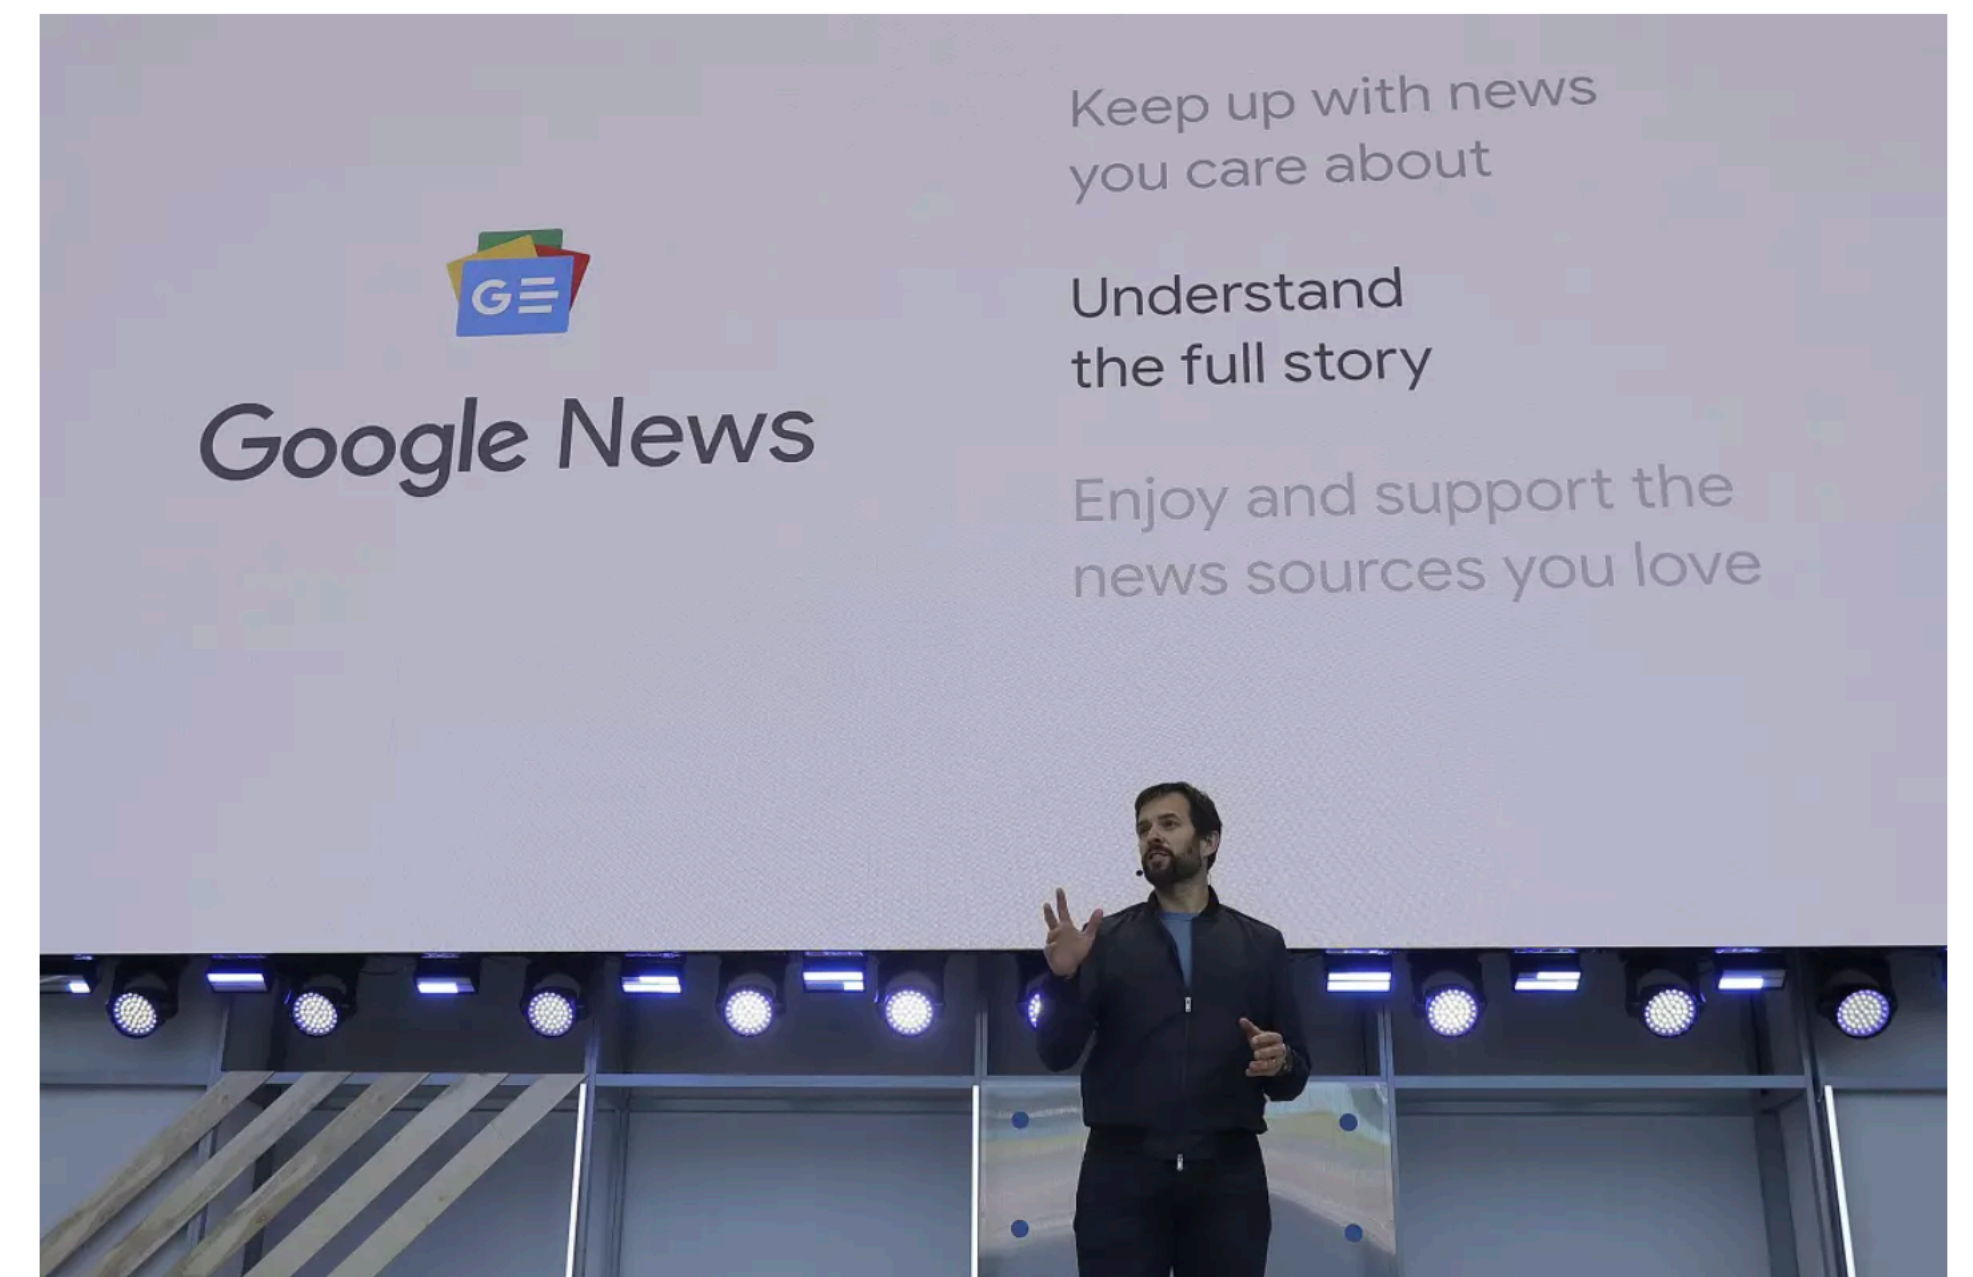 GE
Google News
Keep up with news
you care about
Understand
the full story
Enjoy and support the
news sources you love